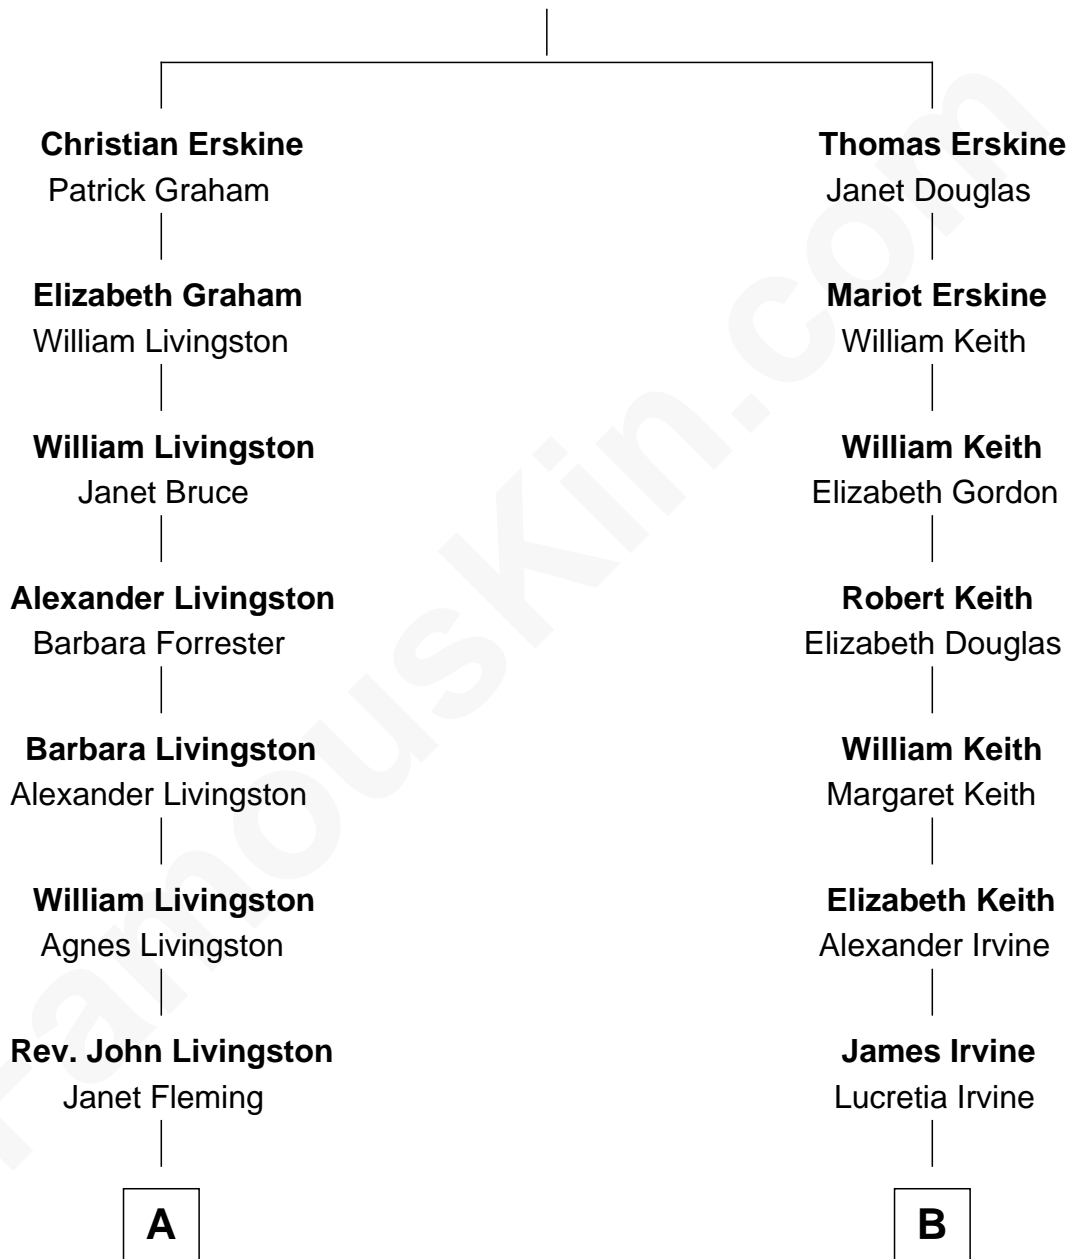 Christian Erskine
Patrick Graham
Elizabeth Graham
William Livingston
William Livingston
Janet Bruce
Alexander Livingston
Barbara Forrester
Barbara Livingston
Alexander Livingston
William Livingston
Agnes Livingston
Rev. John Livingston
Janet Fleming
A
Thomas Erskine
Janet Douglas
Mariot Erskine
William Keith
William Keith
Elizabeth Gordon
Robert Keith
Elizabeth Douglas
William Keith
Margaret Keith
Elizabeth Keith
Alexander Irvine
James Irvine
Lucretia Irvine
B
FamousKin.com